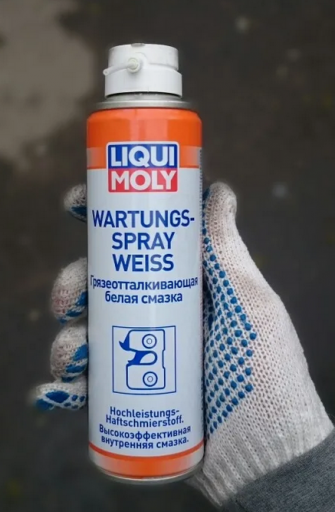 LIQUI
MOLY
WARTUNGS-
SPRAY
WEISS
Грязеотталкивающая
белая смазка
Hochleistungs-
Haftschmierstoff.
Высокоэффективная
внутренняя смазка.